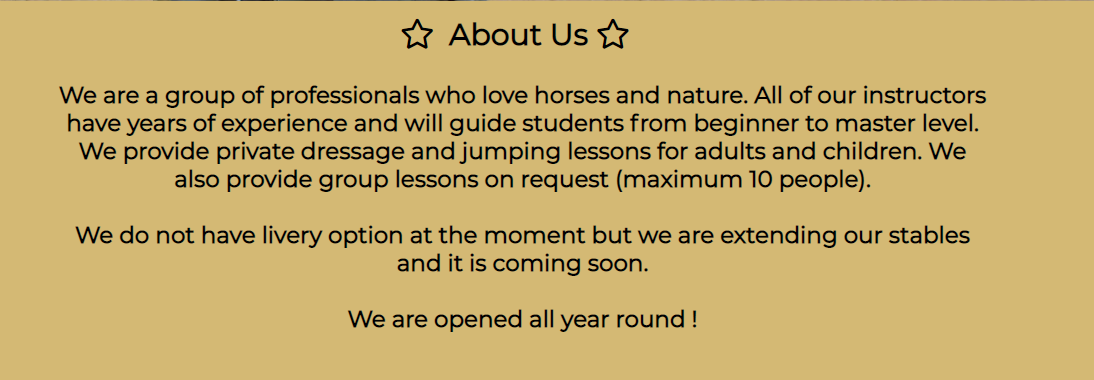 About Us
We are a group of professionals who love horses and nature. All of our instructors
have years of experience and will guide students from beginner to master level.
We provide private dressage and jumping lessons for adults and children. We
also provide group lessons on request (maximum 10 people).
We do not have livery option at the moment but we are extending our stables
and it is coming soon.
We are opened all year round !